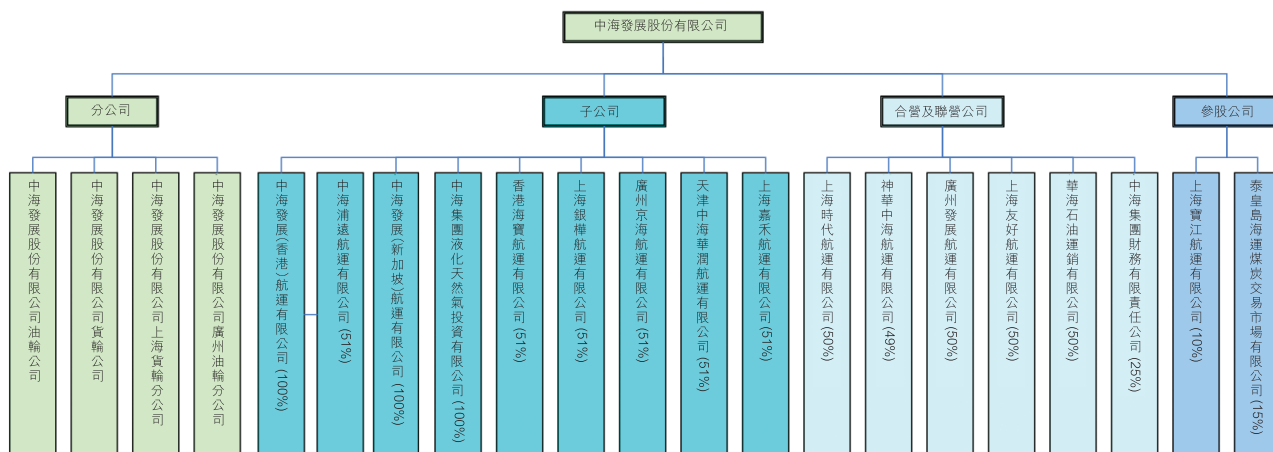 中海發展股份有限公司
分公司
子公司
合營及聯營公司
參股公司
中海發展股份有限公司油輪公司
中海發展股份有限公司貨輪公司
中海發展股份有限公司上海貨輪分公司
中海發展股份有限公司廣州油輪分公司
中海發展(香港)航運有限公司 (100%)
中海浦遠航運有限公司 (51%)
中海發展(新加坡)航運有限公司 (100%)
中海集團液化天然氣投資有限公司 (100%)
香港海寶航運有限公司 (51%)
上海銀樺航運有限公司 (51%)
廣州京海航運有限公司 (51%)
天津中海華潤航運有限公司 (51%)
上海嘉禾航運有限公司 (51%)
上海時代航運有限公司 (50%)
神華中海航運有限公司 (49%)
廣州發展航運有限公司 (50%)
上海友好航運有限公司 (50%)
華海石油運銷有限公司 (50%)
中海集團財務有限責任公司 (25%)
上海寶江航運有限公司 (10%)
泰皇島海運煤炭交易市場有限公司 (15%)